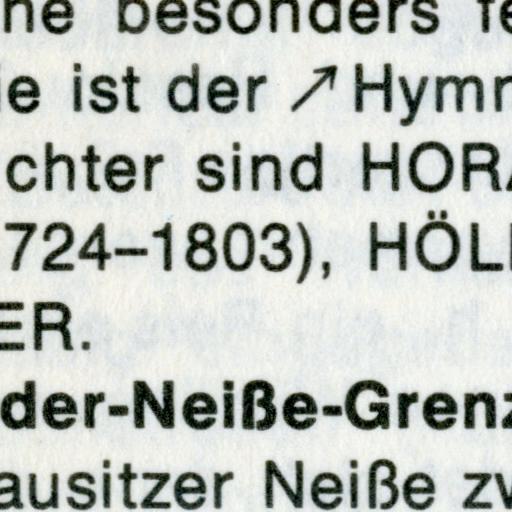 ne besonders fe
ie ist der ↗Hymn
chter sind HORA
724–1803), HÖL
ER.
der-Neiße-Grenz
ausitzer Neiße zw